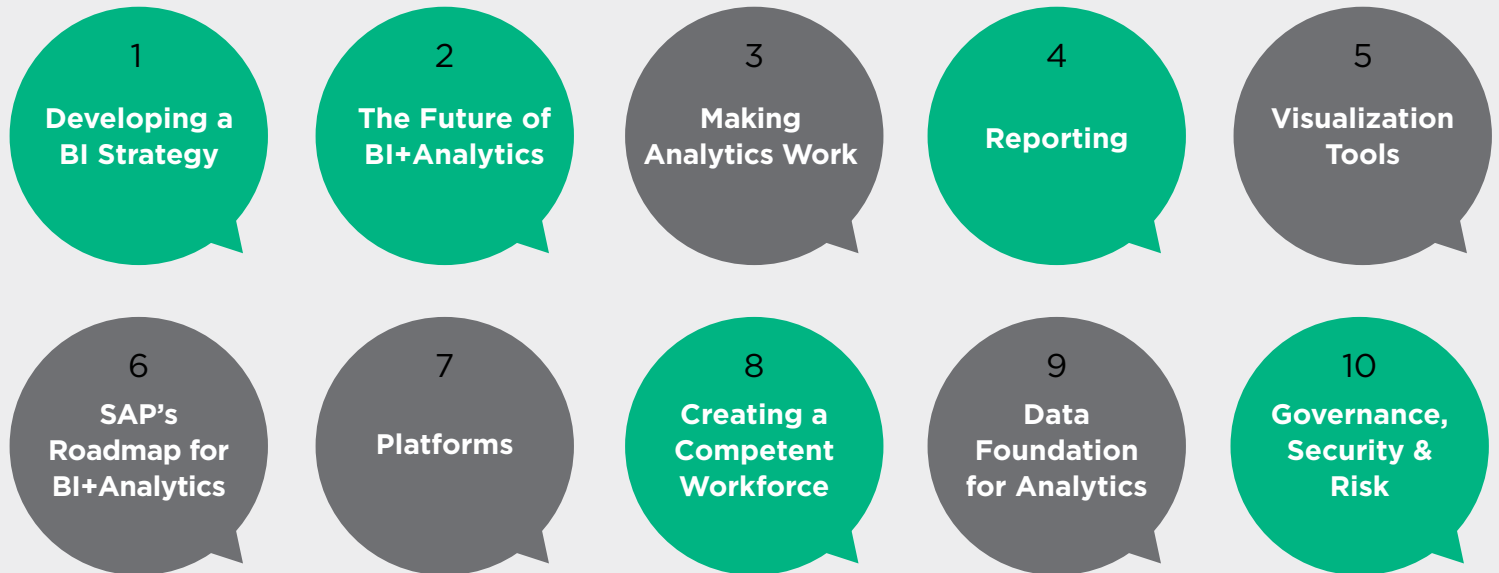 1
Developing a
BI Strategy
2
The Future of
BI+Analytics
3
Making
Analytics Work
4
Reporting
5
Visualization
Tools
6
SAP’s
Roadmap for
BI+Analytics
7
Platforms
8
Creating a
Competent
Workforce
9
Data
Foundation
for Analytics
10
Governance,
Security &
Risk